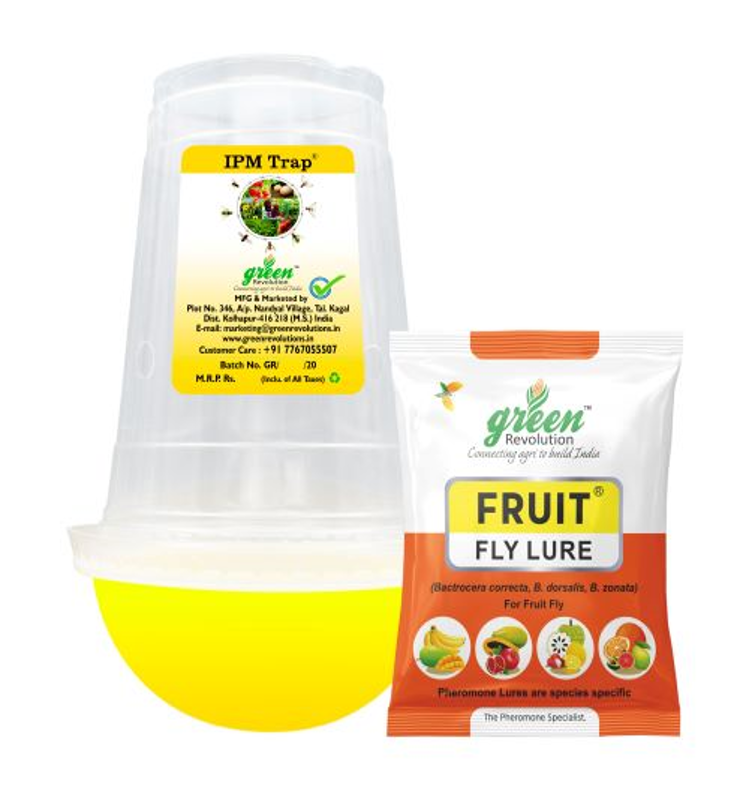 IPM Trap®
green™
Revolution
Connecting agri to build India
MFG & Marketed by
Plot No. 346, A/p. Nandyal Village, Tal. Kagal
Dist. Kolhapur-416 218 (M.S.) India
E-mail: marketing@greenrevolutions.in
www.greenrevolutions.in
Customer Care : +91 7767055507
Batch No. GR/ /20
M.R.P. Rs. (Inclu. of All Taxes)
green™
Revolution
Connecting agri to build India
FRUIT®
FLY LURE
(Bactrocera correcta, B. dorsalis, B. zonata)
For Fruit Fly
Pheromone Lures are species specific
The Pheromone Specialist.